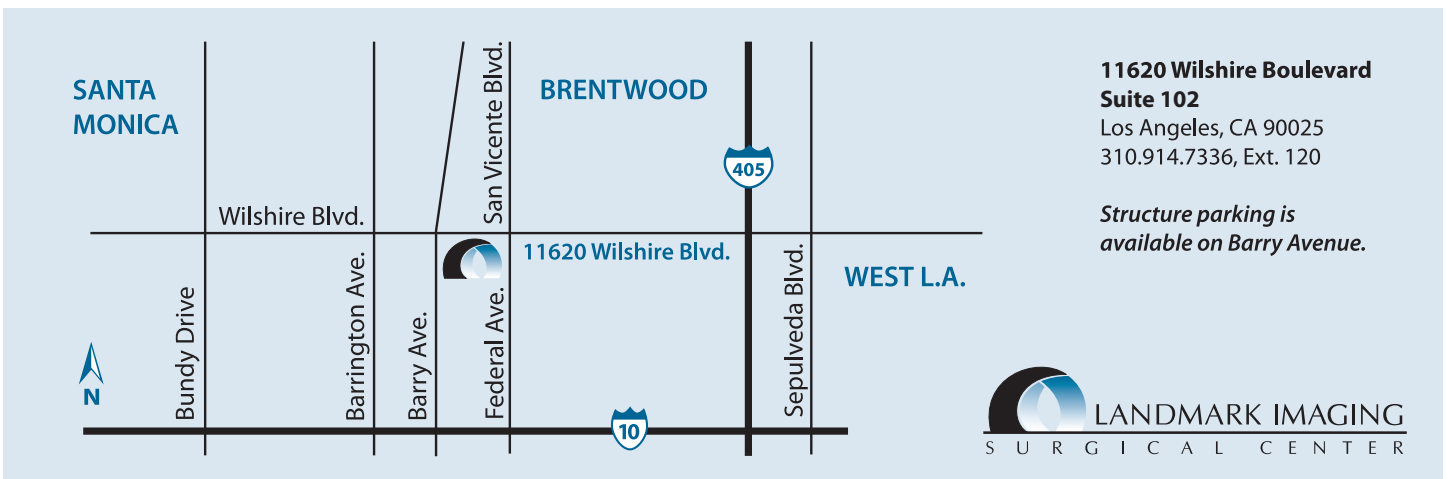 SANTA
MONICA
BRENTWOOD
San Vicente Blvd.
405
Wilshire Blvd.
11620 Wilshire Blvd.
WEST L.A.
Bundy Drive
Barrington Ave.
Barry Ave.
Federal Ave.
Sepulveda Blvd.
N
10
11620 Wilshire Boulevard
Suite 102
Los Angeles, CA 90025
310.914.7336, Ext. 120
Structure parking is
available on Barry Avenue.
LANDMARK IMAGING
SURGICAL CENTER